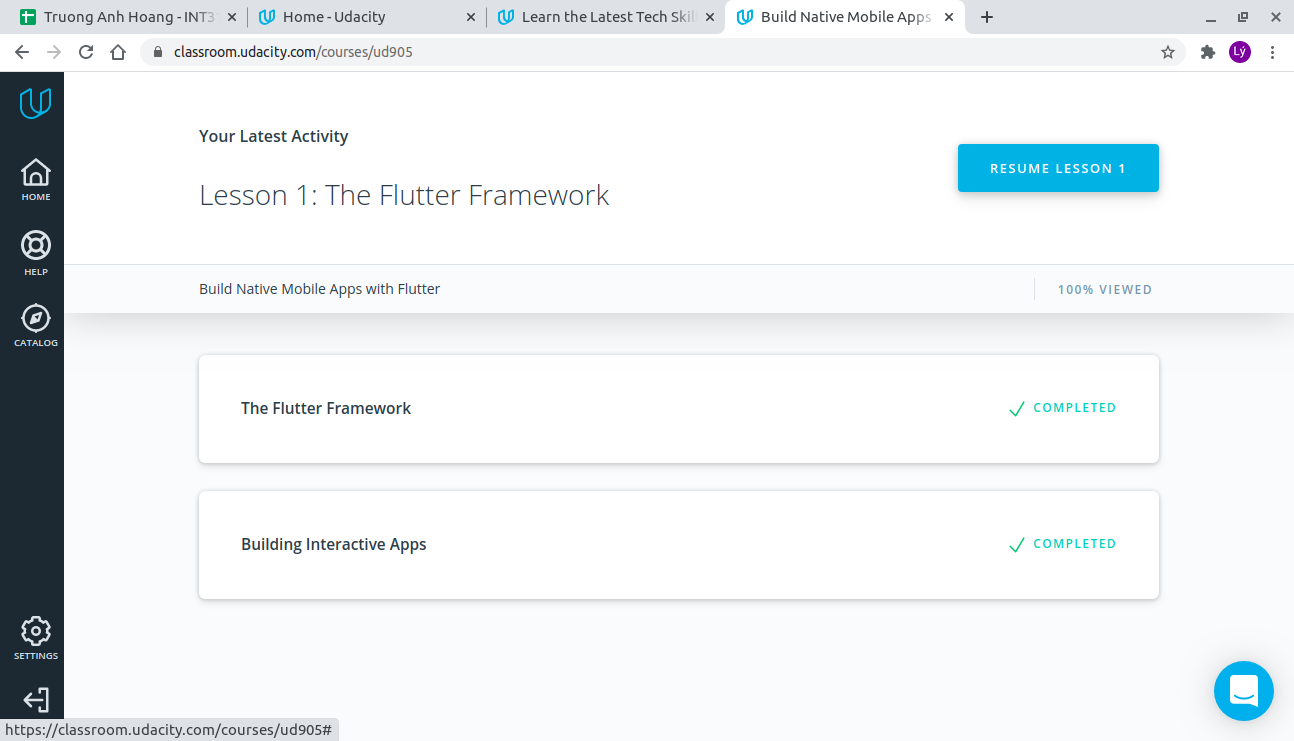 Truong Anh Hoang - INT31
Home - Udacity
Learn the Latest Tech Skil
Build Native Mobile Apps
classroom.udacity.com/courses/ud905
Lý
Your Latest Activity
RESUME LESSON 1
Lesson 1: The Flutter Framework
HOME
HELP
CATALOG
Build Native Mobile Apps with Flutter
100% VIEWED
The Flutter Framework
COMPLETED
Building Interactive Apps
COMPLETED
SETTINGS
https://classroom.udacity.com/courses/ud905#